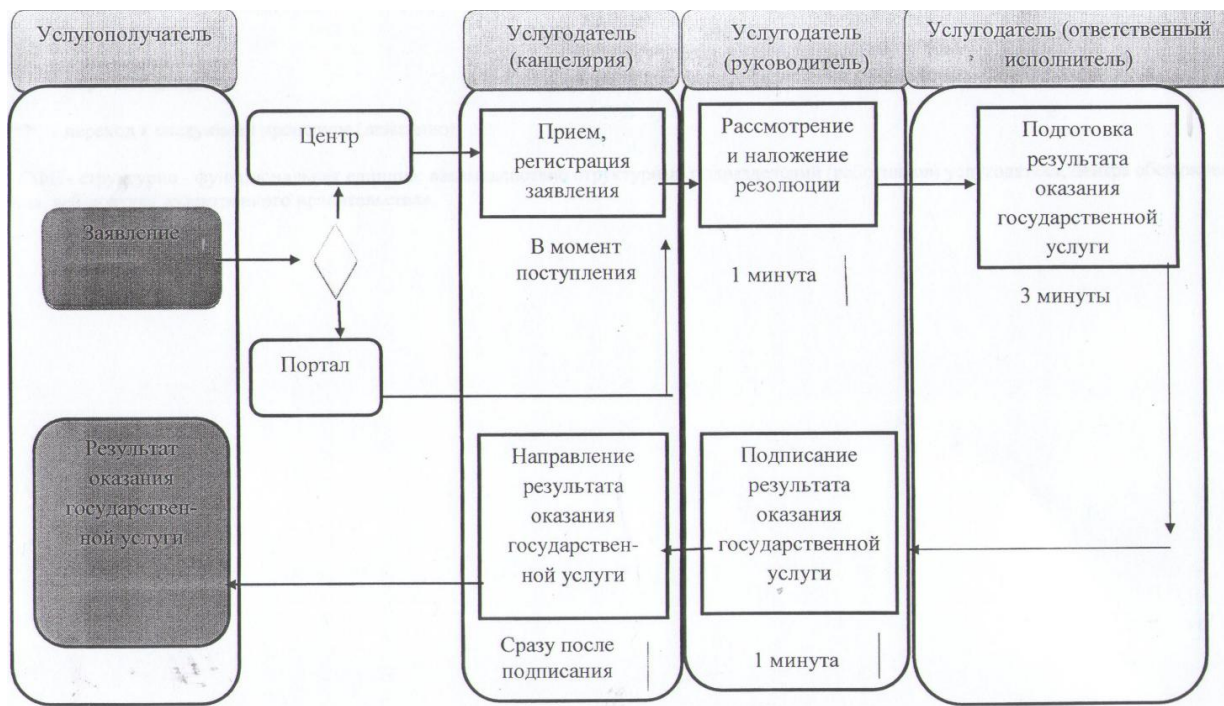 Услугополучатель
Услугодатель
(канцелярия)
Услугодатель
(руководитель)
Услугодатель (ответственный
исполнитель)
Центр
Прием,
регистрация
заявления
Рассмотрение
и наложение
резолюции
Подготовка
результата
оказания
государственной
услуги
Заявление
В момент
поступления
1 минута
3 минуты
Портал
Результат
оказания
государствен-
ной услуги
Направление
результата
оказания
государствен-
ной услуги
Подписание
результата
оказания
государственной
услуги
Сразу после
подписания
1 минута